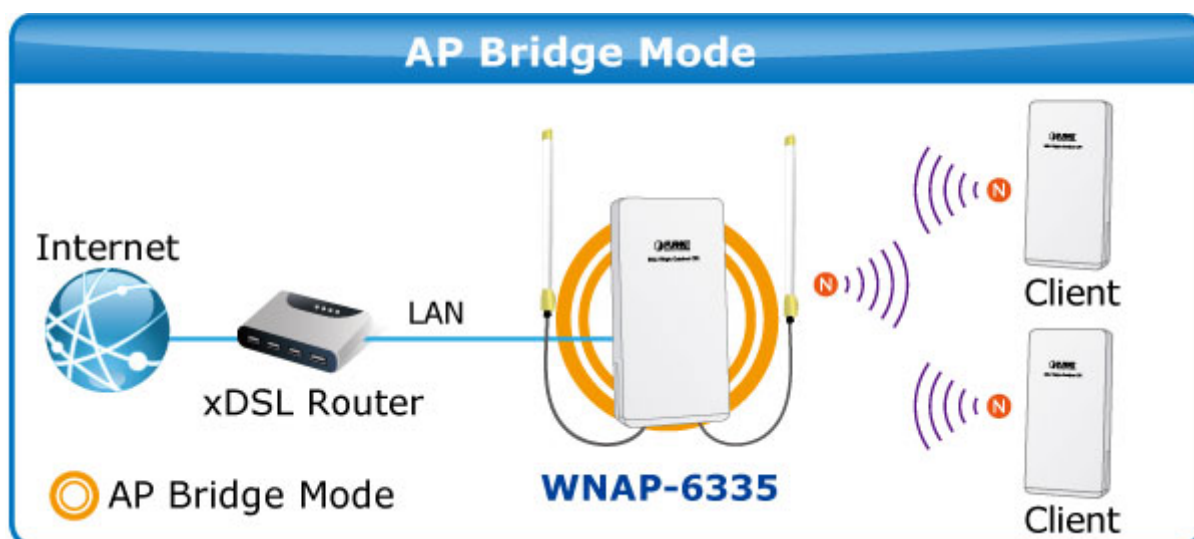 AP Bridge Mode
Internet
LAN
xDSL Router
AP Bridge Mode
WNAP-6335
N
N
Client
N
Client